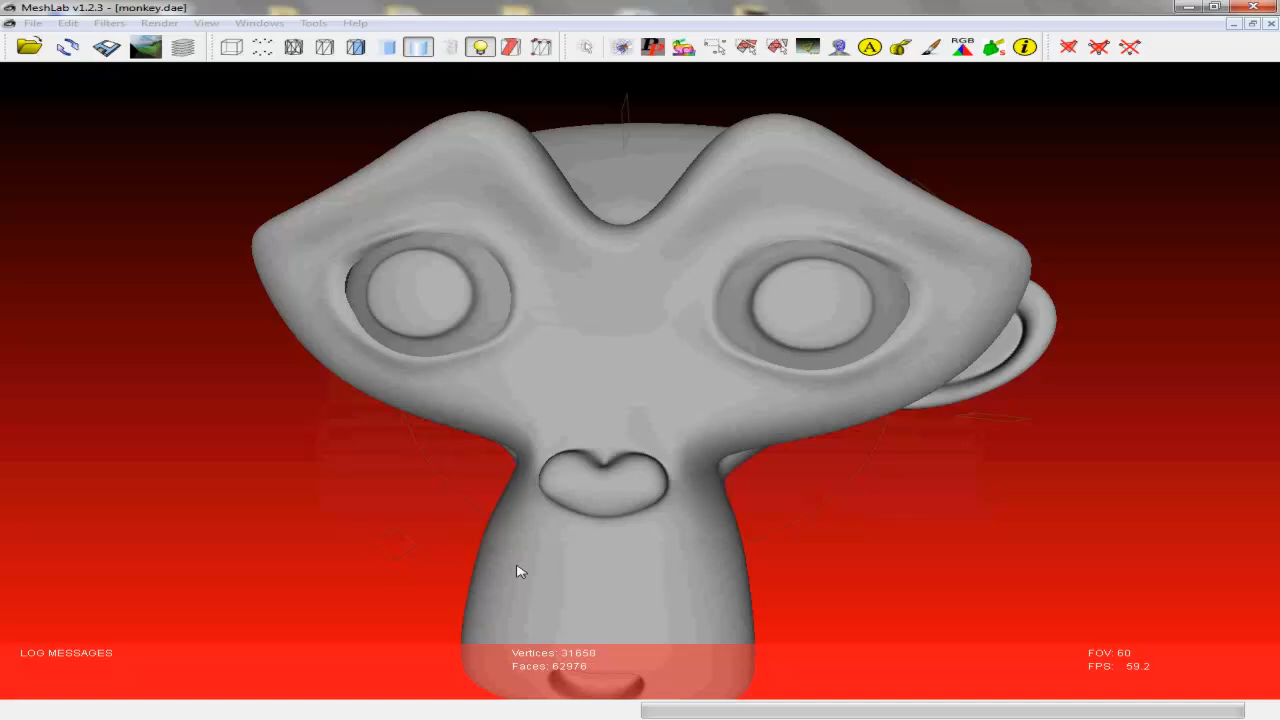 MeshLab v1.2.3 - [monkey.dae]
File Edit Filters Render View Windows Tools Help
A RGB i
LOG MESSAGES
Vertices: 31658
Faces: 62976
FOV: 60
FPS: 59.2